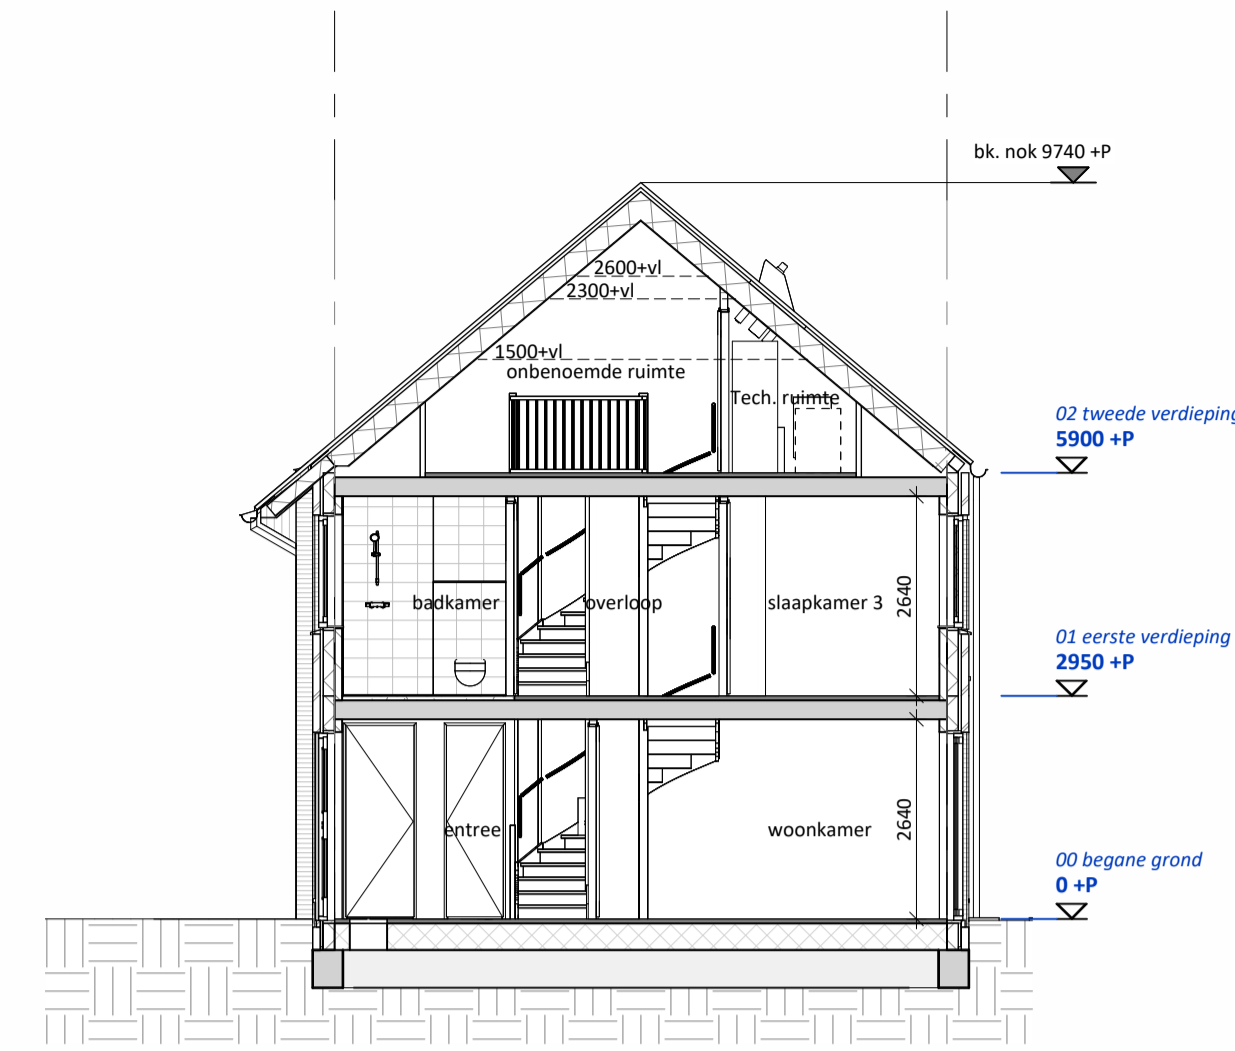 bk. nok 9740 +P
2600+vl
2300+vl
1500+vl
onbenoemde ruimte
Tech. ruimte
02 tweede verdieping
5900 +P
badkamer
overloop
slaapkamer 3
2640
01 eerste verdieping
2950 +P
entree
woonkamer
2640
00 begane grond
0 +P